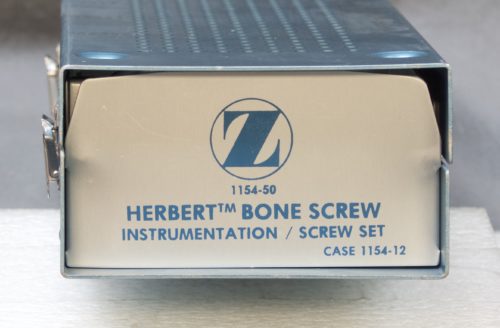 Z
1154-50
HERBERT™ BONE SCREW
INSTRUMENTATION / SCREW SET
CASE 1154-12